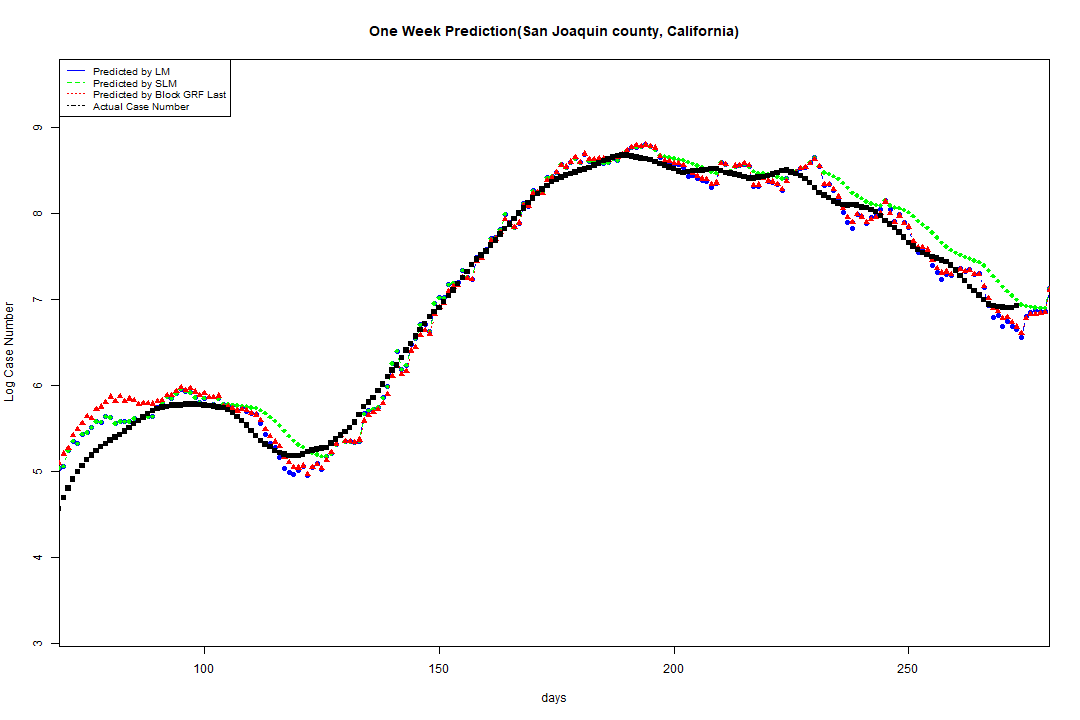 One Week Prediction(San Joaquin county, California)
Predicted by LM
Predicted by SLM
Predicted by Block GRF Last
Actual Case Number
Log Case Number
9
8
7
6
5
4
3
100 150 200 250
days